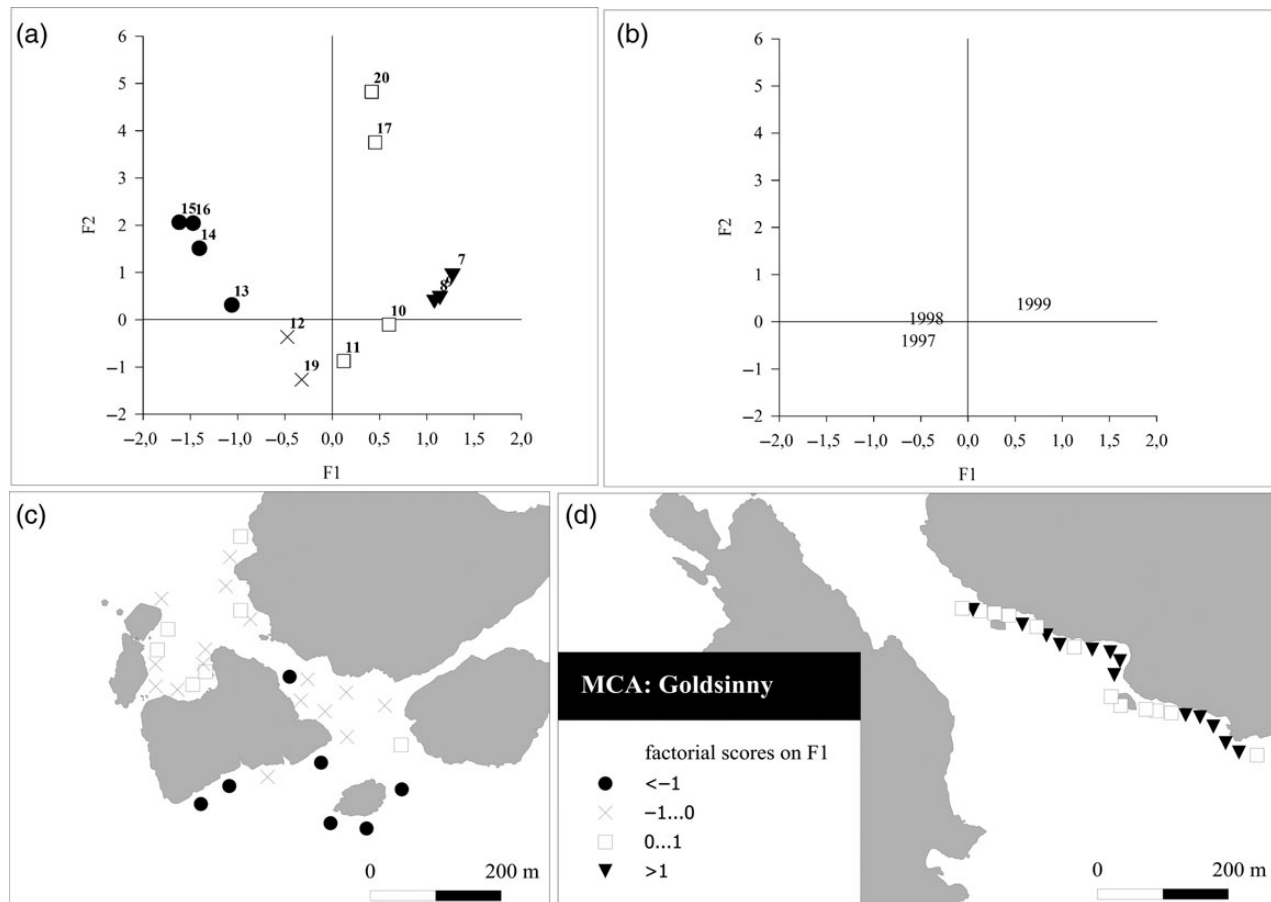 (a)
6
5
4
3
2
1
0
−1
−2
F2
20
17
15 16
14
7
9
8
13
10
12
11
19
−2,0 −1,5 −1,0 −0,5 0,0 0,5 1,0 1,5 2,0
F1
(b)
6
5
4
3
2
1
0
−1
−2
F2
1999
1998
1997
−2,0 −1,5 −1,0 −0,5 0,0 0,5 1,0 1,5 2,0
F1
(c)
0 200 m
(d)
MCA: Goldsinny
factorial scores on F1
<−1
−1...0
0...1
>1
0 200 m